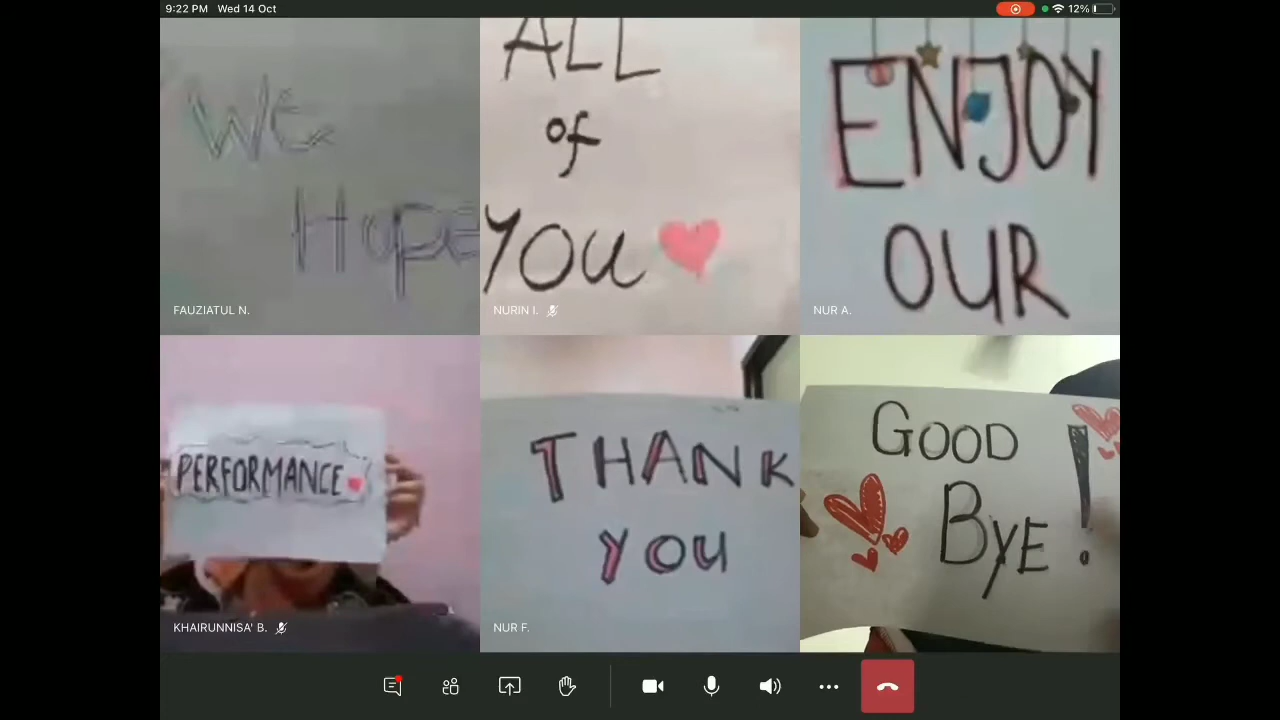 9:22 PM Wed 14 Oct
12%
We
Hope
FAUZIATUL N.
ALL
of
YOU
NURIN I.
ENJOY
OUR
NUR A.
PERFORMANCE
KHAIRUNNISA' B.
THANK
YOU
NUR F.
GOOD
BYE!